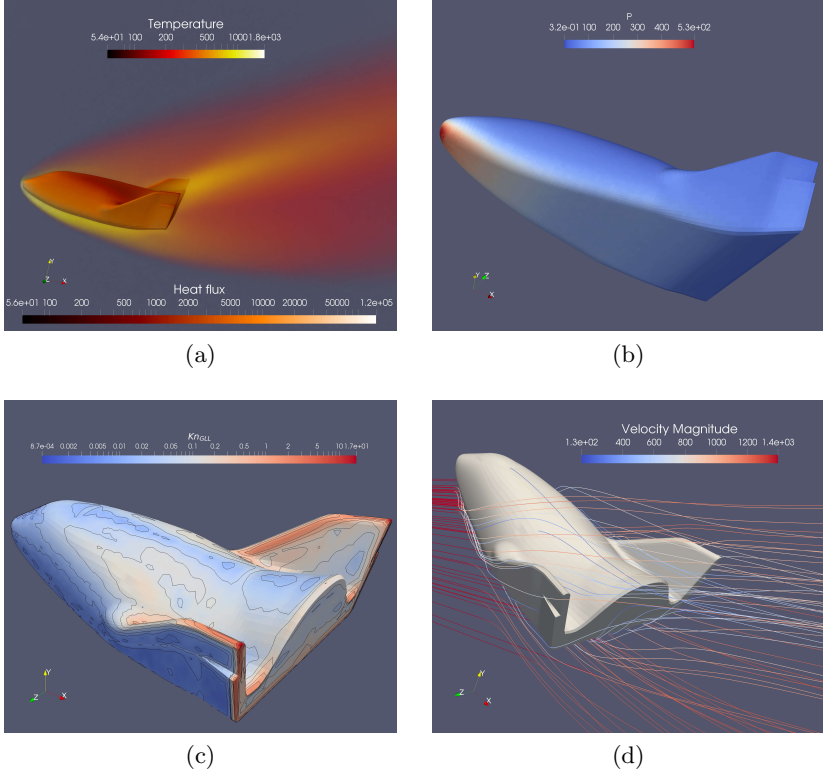 Temperature
5.4e+01 100 200 500 1000 1.8e+03
Y
Z X
Heat flux
5.6e+01 100 200 500 1000 2000 5000 10000 20000 50000 1.2e+05
(a)
P
3.2e-01 100 200 300 400 5.3e+02
Y Z
X
(b)
Kn_GLL
8.7e-04 0.002 0.005 0.01 0.02 0.05 0.1 0.2 0.5 1 2 5 10 1.7e+01
Y
Z X
(c)
Velocity Magnitude
1.3e+02 400 600 800 1000 1200 1.4e+03
Y
Z X
(d)